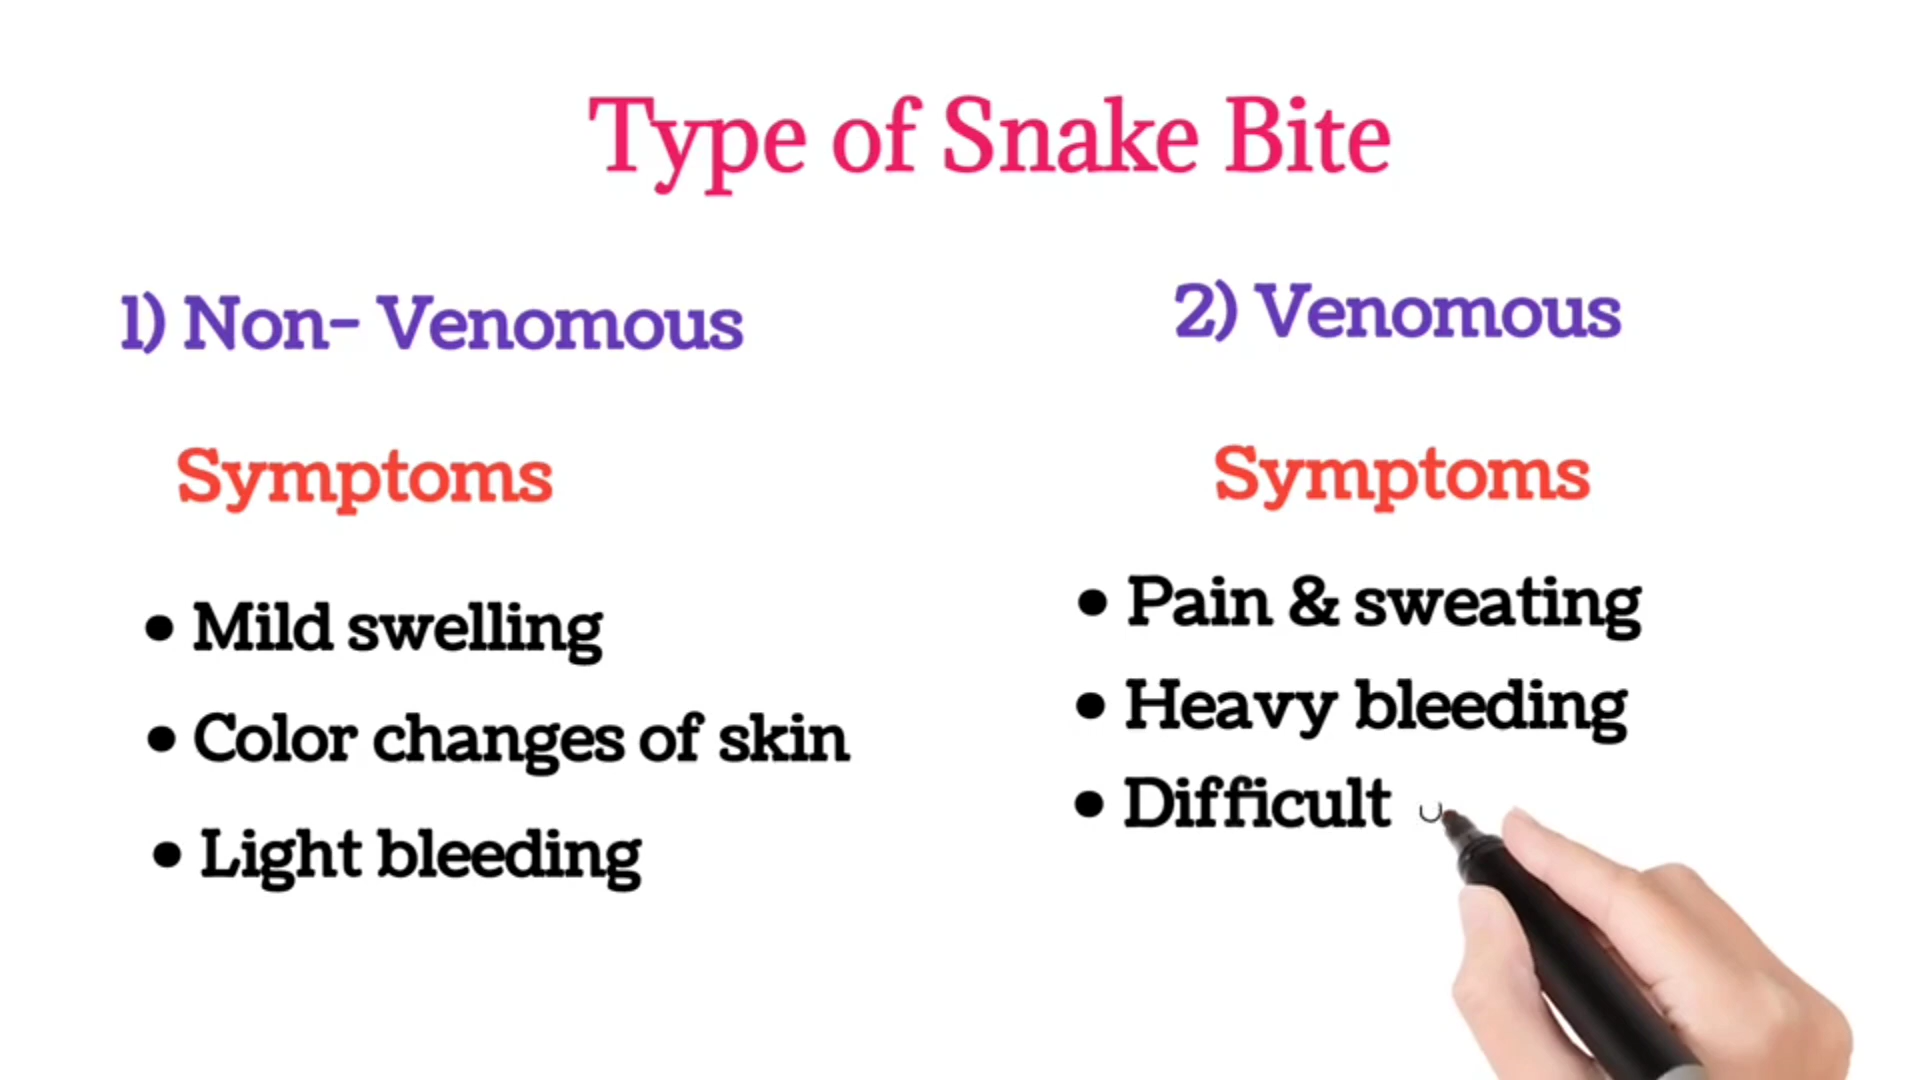 Type of Snake Bite
1) Non- Venomous
Symptoms
• Mild swelling
• Color changes of skin
• Light bleeding
2) Venomous
Symptoms
• Pain & sweating
• Heavy bleeding
• Difficult